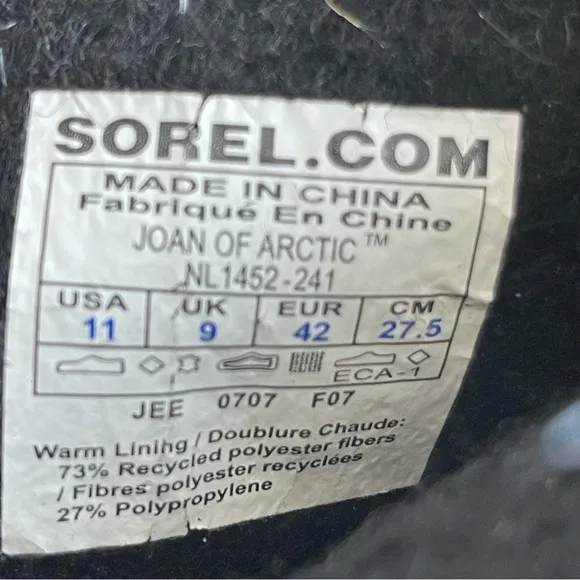 SOREL.COM
MADE IN CHINA
Fabriqué En Chine
JOAN OF ARCTIC™
NL1452-241
USA UK EUR CM
11 9 42 27.5
ECA-1
JEE 0707 F07
Warm Lining / Doublure Chaude:
73% Recycled polyester fibers
/ Fibres polyester recyclées
27% Polypropylene